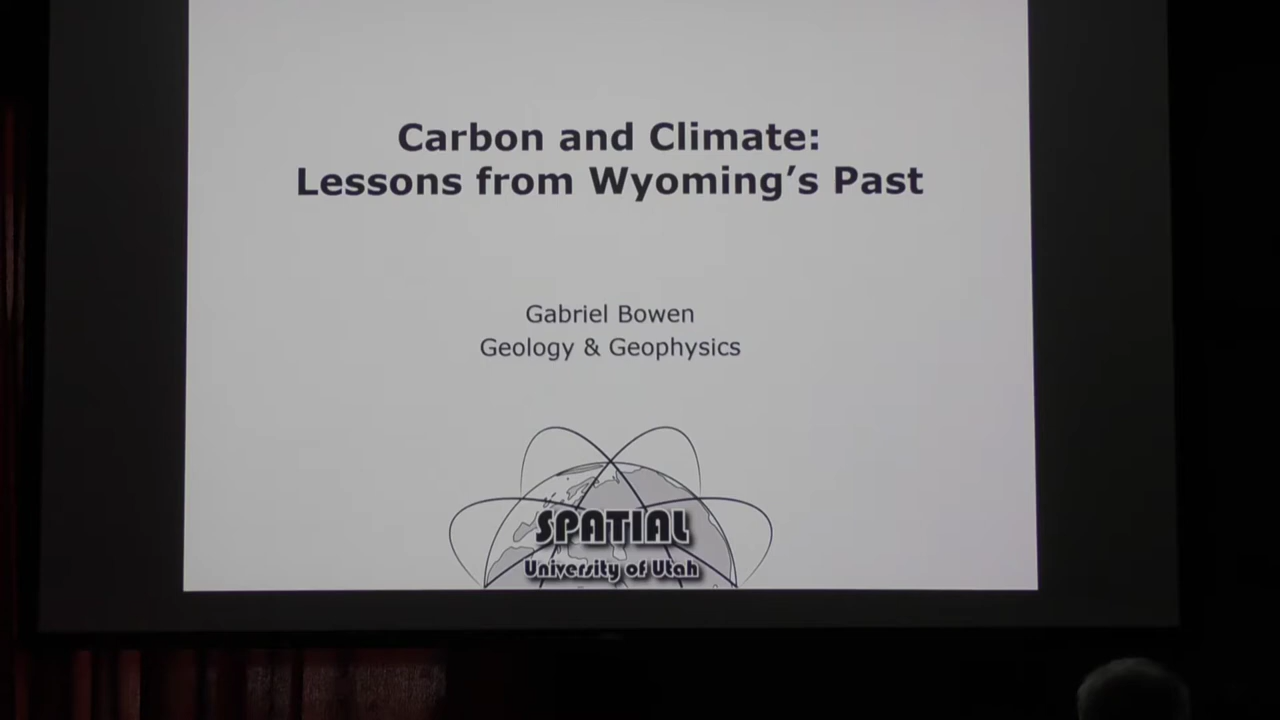 Carbon and Climate:
Lessons from Wyoming’s Past
Gabriel Bowen
Geology & Geophysics
SPATIAL
University of Utah